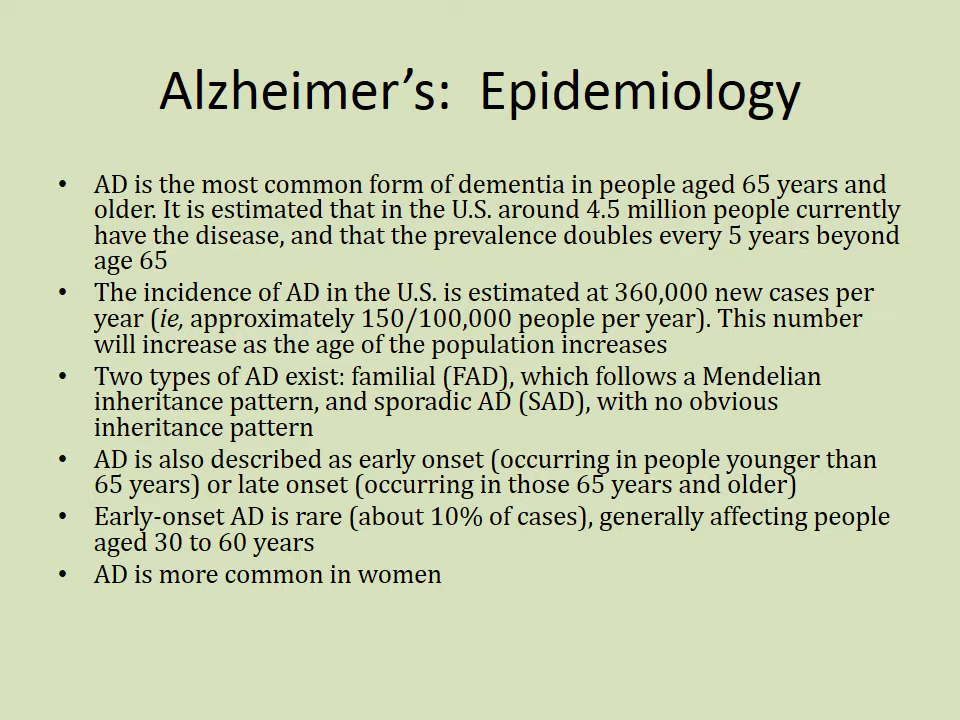 Alzheimer’s:  Epidemiology
• AD is the most common form of dementia in people aged 65 years and
older. It is estimated that in the U.S. around 4.5 million people currently
have the disease, and that the prevalence doubles every 5 years beyond
age 65
• The incidence of AD in the U.S. is estimated at 360,000 new cases per
year (ie, approximately 150/100,000 people per year). This number
will increase as the age of the population increases
• Two types of AD exist: familial (FAD), which follows a Mendelian
inheritance pattern, and sporadic AD (SAD), with no obvious
inheritance pattern
• AD is also described as early onset (occurring in people younger than
65 years) or late onset (occurring in those 65 years and older)
• Early-onset AD is rare (about 10% of cases), generally affecting people
aged 30 to 60 years
• AD is more common in women